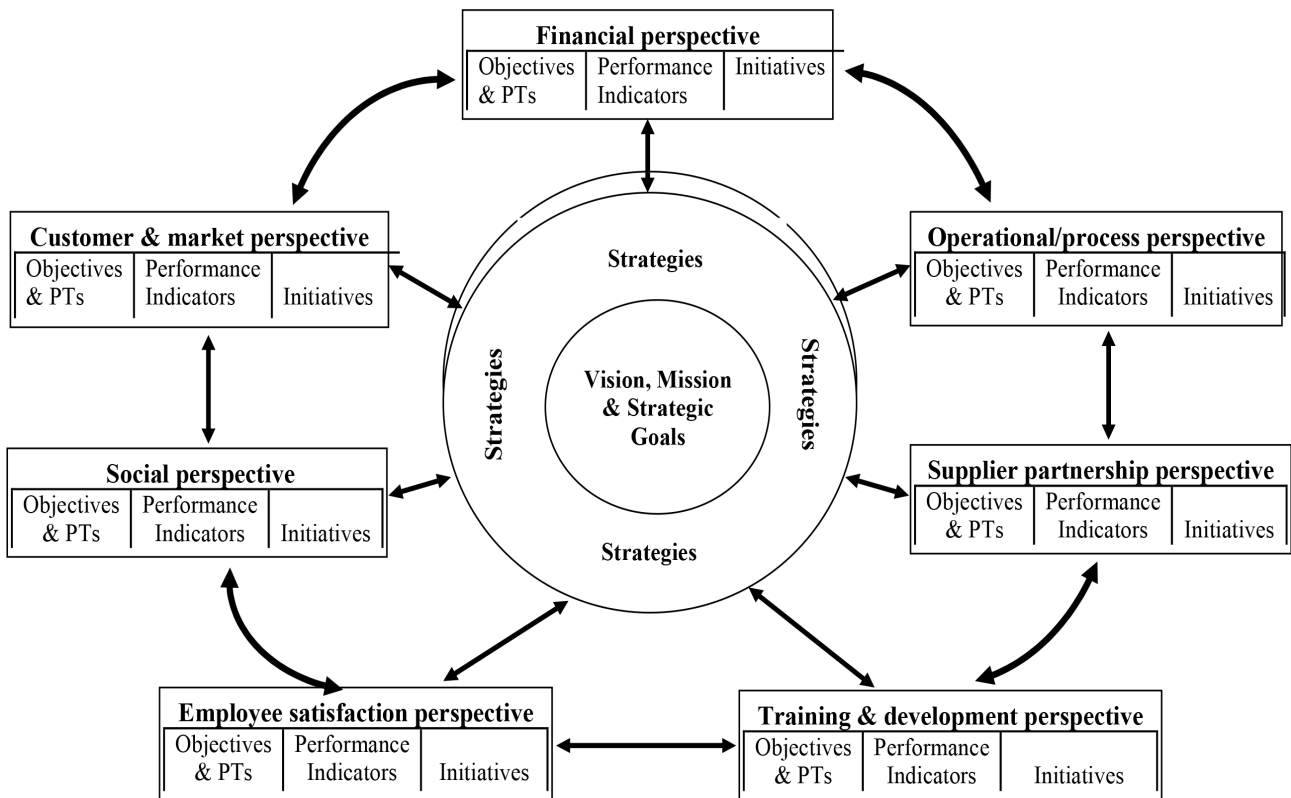 Financial perspective
Objectives
& PTs
Performance
Indicators
Initiatives
Customer & market perspective
Objectives
& PTs
Performance
Indicators
Initiatives
Operational/process perspective
Objectives
& PTs
Performance
Indicators
Initiatives
Strategies
Strategies
Vision, Mission
& Strategic
Goals
Strategies
Strategies
Social perspective
Objectives
& PTs
Performance
Indicators
Initiatives
Supplier partnership perspective
Objectives
& PTs
Performance
Indicators
Initiatives
Employee satisfaction perspective
Objectives
& PTs
Performance
Indicators
Initiatives
Training & development perspective
Objectives
& PTs
Performance
Indicators
Initiatives